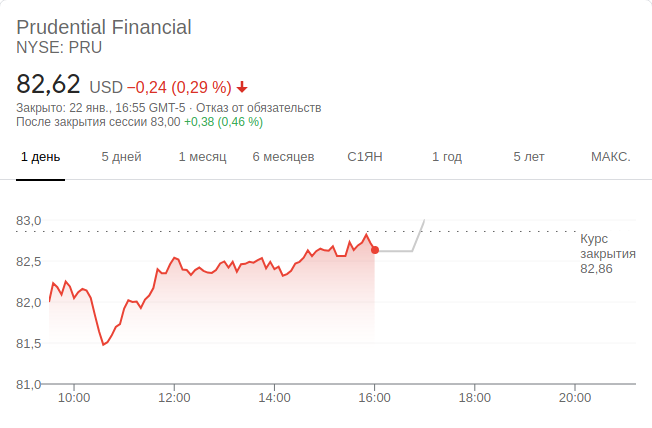 Prudential Financial
NYSE: PRU
82,62 USD −0,24 (0,29 %)
Закрыто: 22 янв., 16:55 GMT-5 · Отказ от обязательств
После закрытия сессии 83,00 +0,38 (0,46 %)
1 день 5 дней 1 месяц 6 месяцев С1ЯН 1 год 5 лет МАКС.
83,0
Курс
закрытия
82,86
82,5
82,0
81,5
81,0
10:00 12:00 14:00 16:00 18:00 20:00